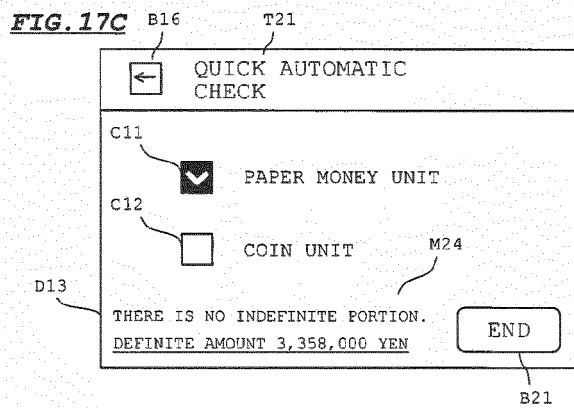 FIG. 17C
B16
T21
QUICK AUTOMATIC
CHECK
C11
PAPER MONEY UNIT
C12
COIN UNIT
M24
D13
THERE IS NO INDEFINITE PORTION.
DEFINITE AMOUNT 3,358,000 YEN
END
B21